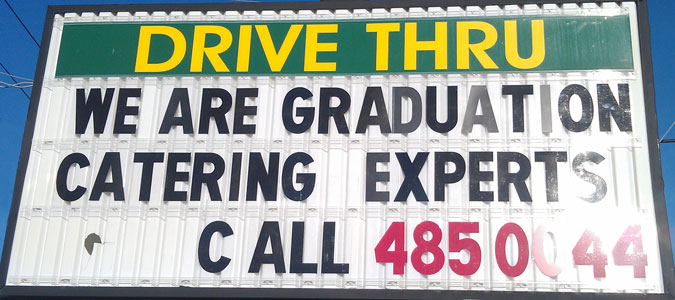 DRIVE THRU
WE ARE GRADUATION
CATERING EXPERTS
CALL 4850044